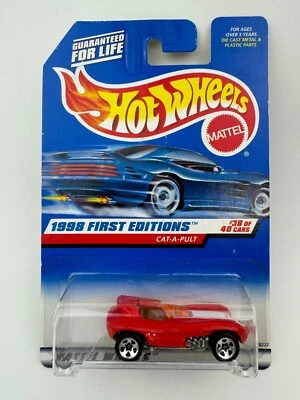 GUARANTEED
FOR LIFE
FOR AGES
OVER 3 YEARS.
DIE CAST METAL &
PLASTIC PARTS.
HOT WHEELS
MATTEL
1998 FIRST EDITIONS™
CAT-A-PULT
#38 OF
40 CARS